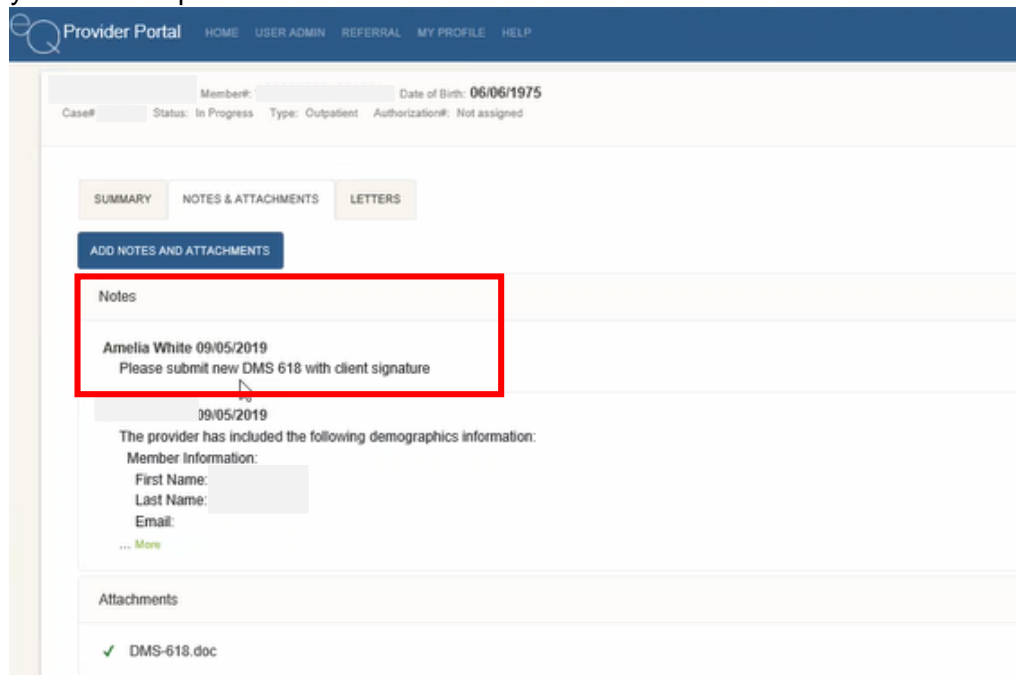 eQ Provider Portal HOME USER ADMIN REFERRAL MY PROFILE HELP
Member#: Date of Birth: 06/06/1975
Case# Status: In Progress Type: Outpatient Authorization#: Not assigned
SUMMARY NOTES & ATTACHMENTS LETTERS
ADD NOTES AND ATTACHMENTS
Notes
Amelia White 09/05/2019
Please submit new DMS 618 with client signature
09/05/2019
The provider has included the following demographics information:
Member Information:
First Name:
Last Name:
Email:
... More
Attachments
✓ DMS-618.doc